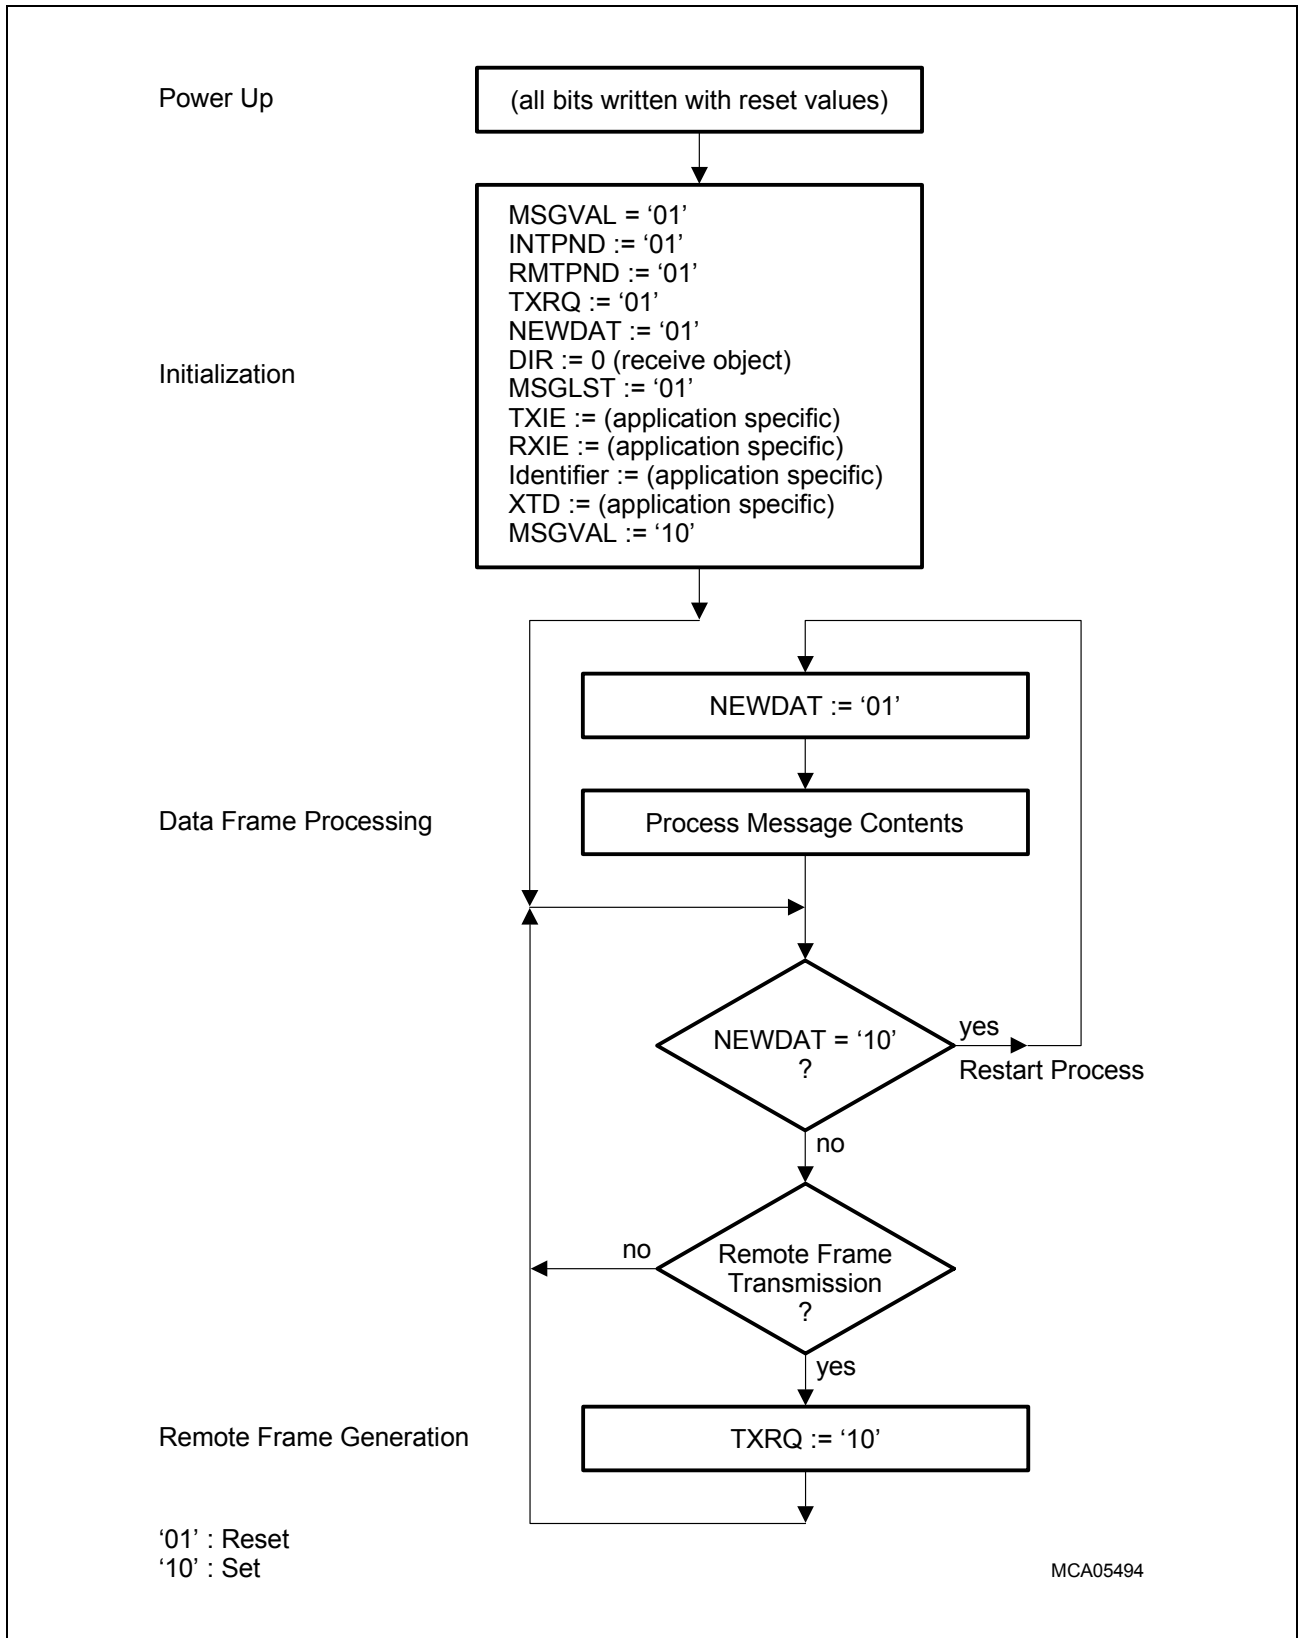 Power Up
(all bits written with reset values)
Initialization
MSGVAL = ‘01’
INTPND := ‘01’
RMTPND := ‘01’
TXRQ := ‘01’
NEWDAT := ‘01’
DIR := 0 (receive object)
MSGLST := ‘01’
TXIE := (application specific)
RXIE := (application specific)
Identifier := (application specific)
XTD := (application specific)
MSGVAL := ‘10’
NEWDAT := ‘01’
Data Frame Processing
Process Message Contents
NEWDAT = ‘10’
?
yes
Restart Process
no
Remote Frame
Transmission
?
no
yes
Remote Frame Generation
TXRQ := ‘10’
‘01’ : Reset
‘10’ : Set
MCA05494